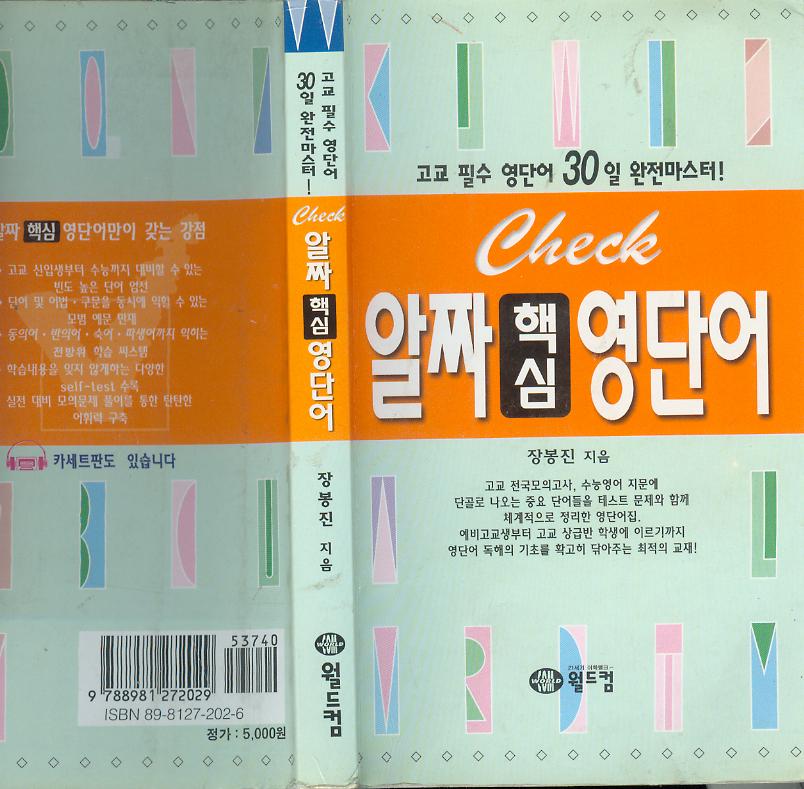 알짜 핵심 영단어만이 갖는 강점
· 고교 신입생부터 수능까지 대비할 수 있는
빈도 높은 단어 엄선
· 단어 및 어법 · 구문을 동시에 익힐 수 있는
모범 예문 만재
· 동의어 · 반의어 · 숙어 · 파생어까지 익히는
전방위 학습 씨스템
· 학습내용을 잊지 않게하는 다양한
self-test 수록
· 실전 대비 모의문제 풀이를 통한 탄탄한
어휘력 구축
카세트판도 있습니다
53740
9 788981 272029
ISBN 89-8127-202-6
정가 : 5,000원
고교 필수 영단어
30일 완전마스터!
Check
알짜 핵심 영단어
장봉진 지음
WORLD
월드컴
고교 필수 영단어 30일 완전마스터!
Check
알짜 핵심 영단어
장봉진 지음
고교 전국모의고사, 수능영어 지문에
단골로 나오는 중요 단어들을 테스트 문제와 함께
체계적으로 정리한 영단어집.
예비고교생부터 고교 상급반 학생에 이르기까지
영단어 독해의 기초를 확고히 닦아주는 최적의 교재!
21세기 어학뱅크
WORLD
월드컴